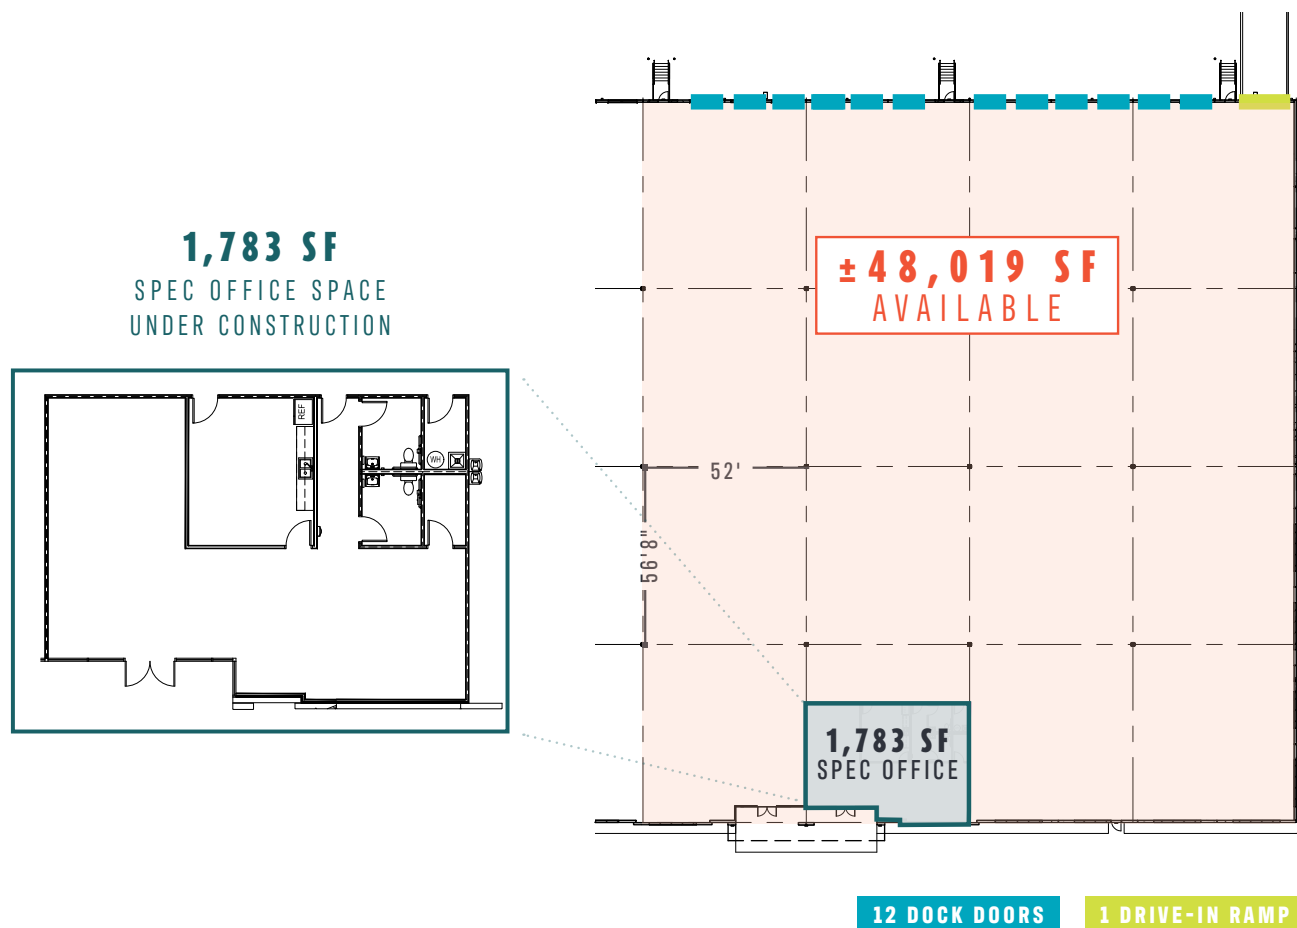 ±48,019 SF
AVAILABLE
1,783 SF
SPEC OFFICE SPACE
UNDER CONSTRUCTION
REF
WH
52'
56'8"
1,783 SF
SPEC OFFICE
12 DOCK DOORS
1 DRIVE-IN RAMP